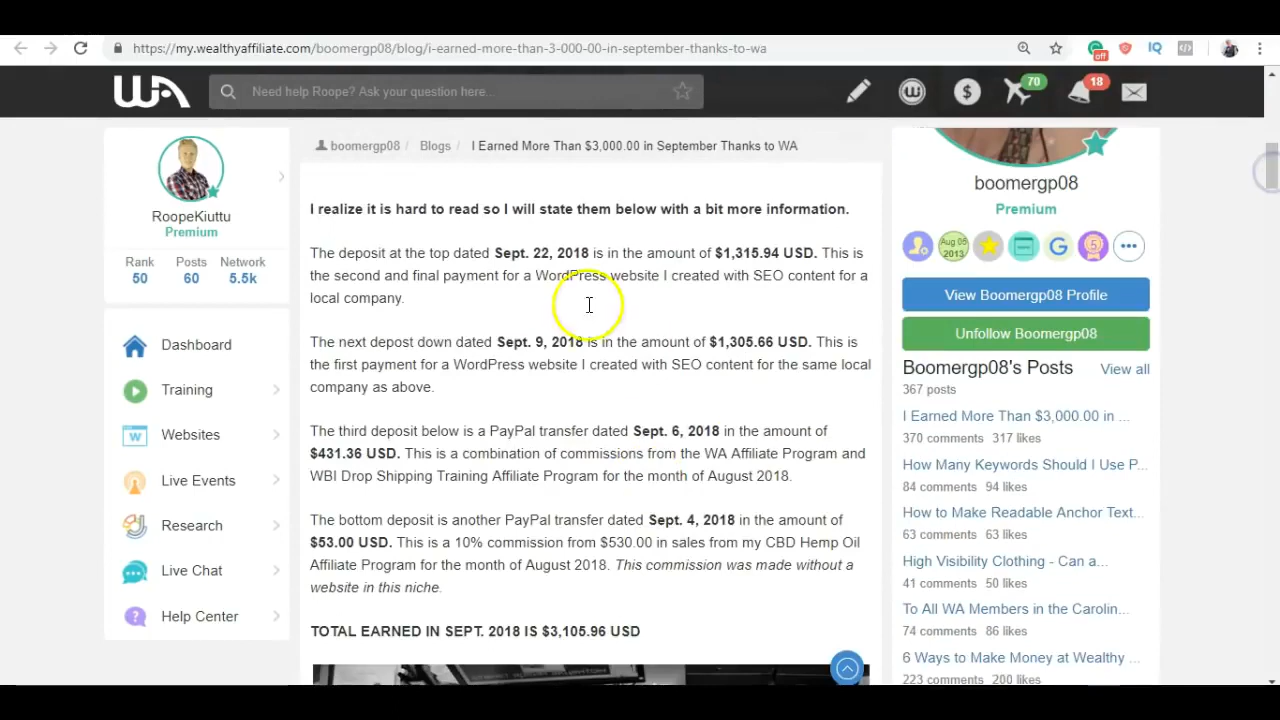 https://my.wealthyaffiliate.com/boomergp08/blog/i-earned-more-than-3-000-00-in-september-thanks-to-wa
off
IQ
WA
Need help Roope? Ask your question here...
W
$
70
18
RoopeKiuttu
Premium
Rank
Posts
Network
50
60
5.5k
Dashboard
Training
Websites
Live Events
Research
Live Chat
Help Center
boomergp08 / Blogs / I Earned More Than $3,000.00 in September Thanks to WA
I realize it is hard to read so I will state them below with a bit more information.
The deposit at the top dated Sept. 22, 2018 is in the amount of $1,315.94 USD. This is
the second and final payment for a WordPress website I created with SEO content for a
local company.
The next depost down dated Sept. 9, 2018 is in the amount of $1,305.66 USD. This is
the first payment for a WordPress website I created with SEO content for the same local
company as above.
The third deposit below is a PayPal transfer dated Sept. 6, 2018 in the amount of
$431.36 USD. This is a combination of commissions from the WA Affiliate Program and
WBI Drop Shipping Training Affiliate Program for the month of August 2018.
The bottom deposit is another PayPal transfer dated Sept. 4, 2018 in the amount of
$53.00 USD. This is a 10% commission from $530.00 in sales from my CBD Hemp Oil
Affiliate Program for the month of August 2018. This commission was made without a
website in this niche.
TOTAL EARNED IN SEPT. 2018 IS $3,105.96 USD
boomergp08
Premium
Aug 05
2013
G
5
View Boomergp08 Profile
Unfollow Boomergp08
Boomergp08's Posts
View all
367 posts
I Earned More Than $3,000.00 in ...
370 comments 317 likes
How Many Keywords Should I Use P...
84 comments 94 likes
How to Make Readable Anchor Text...
63 comments 63 likes
High Visibility Clothing - Can a...
41 comments 50 likes
To All WA Members in the Carolin...
74 comments 86 likes
6 Ways to Make Money at Wealthy ...
223 comments 200 likes